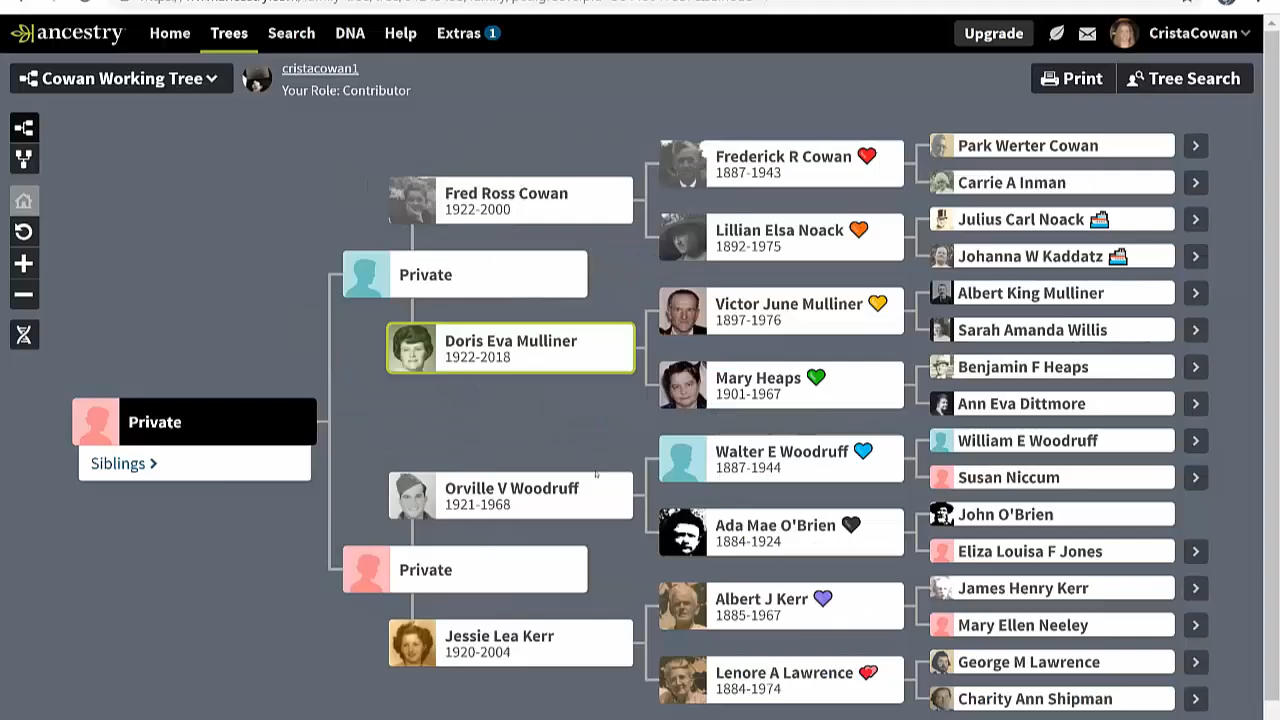 ancestry Home Trees Search DNA Help Extras 1 Upgrade CristaCowan
Cowan Working Tree cristacowan1
Your Role: Contributor
Print Tree Search
Fred Ross Cowan
1922-2000
Private
Doris Eva Mulliner
1922-2018
Private
Siblings
Orville V Woodruff
1921-1968
Private
Jessie Lea Kerr
1920-2004
Frederick R Cowan
1887-1943
Lillian Elsa Noack
1892-1975
Victor June Mulliner
1897-1976
Mary Heaps
1901-1967
Walter E Woodruff
1887-1944
Ada Mae O'Brien
1884-1924
Albert J Kerr
1885-1967
Lenore A Lawrence
1884-1974
Park Werter Cowan
Carrie A Inman
Julius Carl Noack
Johanna W Kaddatz
Albert King Mulliner
Sarah Amanda Willis
Benjamin F Heaps
Ann Eva Dittmore
William E Woodruff
Susan Niccum
John O'Brien
Eliza Louisa F Jones
James Henry Kerr
Mary Ellen Neeley
George M Lawrence
Charity Ann Shipman